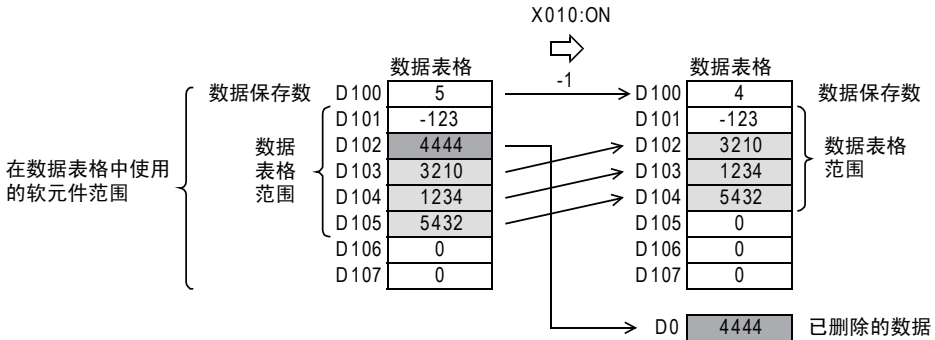 X010:ON
数据表格 -1 数据表格
数据保存数 D100 5 D100 4 数据保存数
D101 -123 D101 -123
数据 D102 4444 D102 3210 数据表格
表格 D103 3210 D103 1234 范围
范围 D104 1234 D104 5432
在数据表格中使用
的软元件范围
D105 5432 D105 0
D106 0 D106 0
D107 0 D107 0
D0 4444 已删除的数据